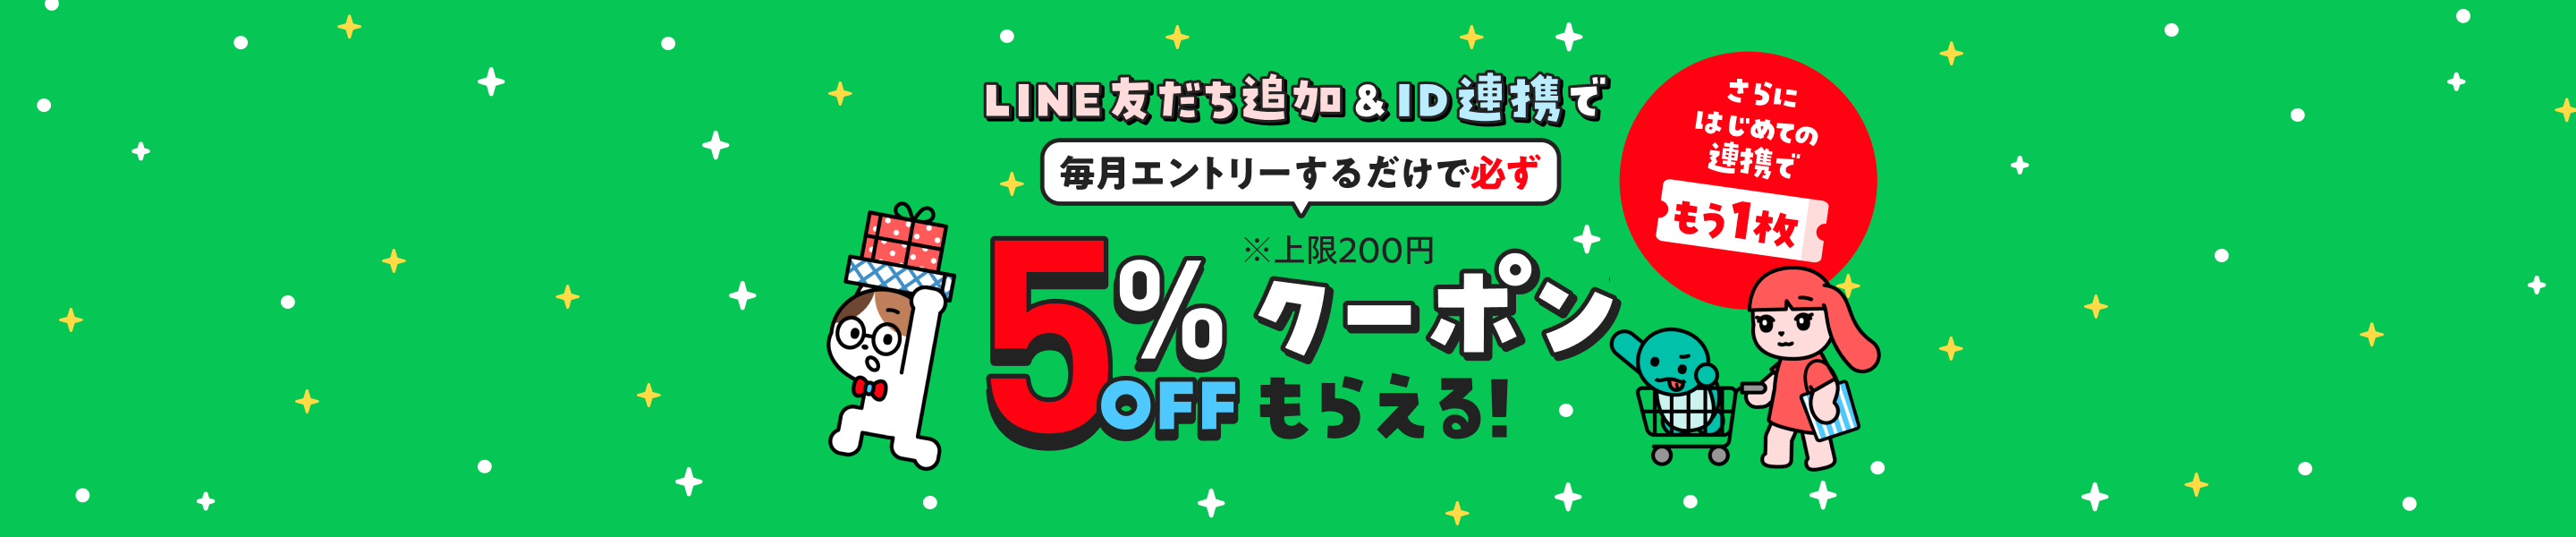 LINE友だち追加&ID連携で
毎月エントリーするだけで必ず
※上限200円
5%クーポン
OFFもらえる!
さらに
はじめての
連携で
もう1枚